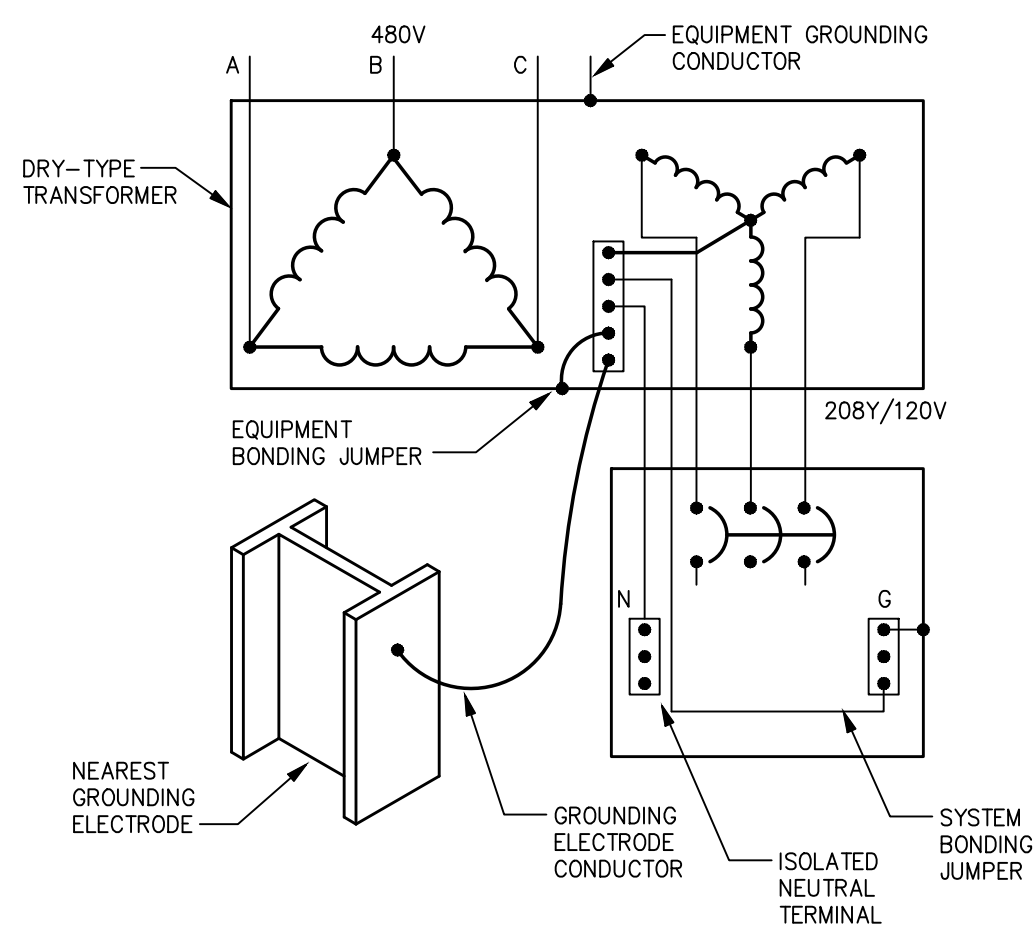 480V
EQUIPMENT GROUNDING
CONDUCTOR
A
B
C
DRY-TYPE
TRANSFORMER
208Y/120V
EQUIPMENT
BONDING JUMPER
N
G
NEAREST
GROUNDING
ELECTRODE
GROUNDING
ELECTRODE
CONDUCTOR
ISOLATED
NEUTRAL
TERMINAL
SYSTEM
BONDING
JUMPER